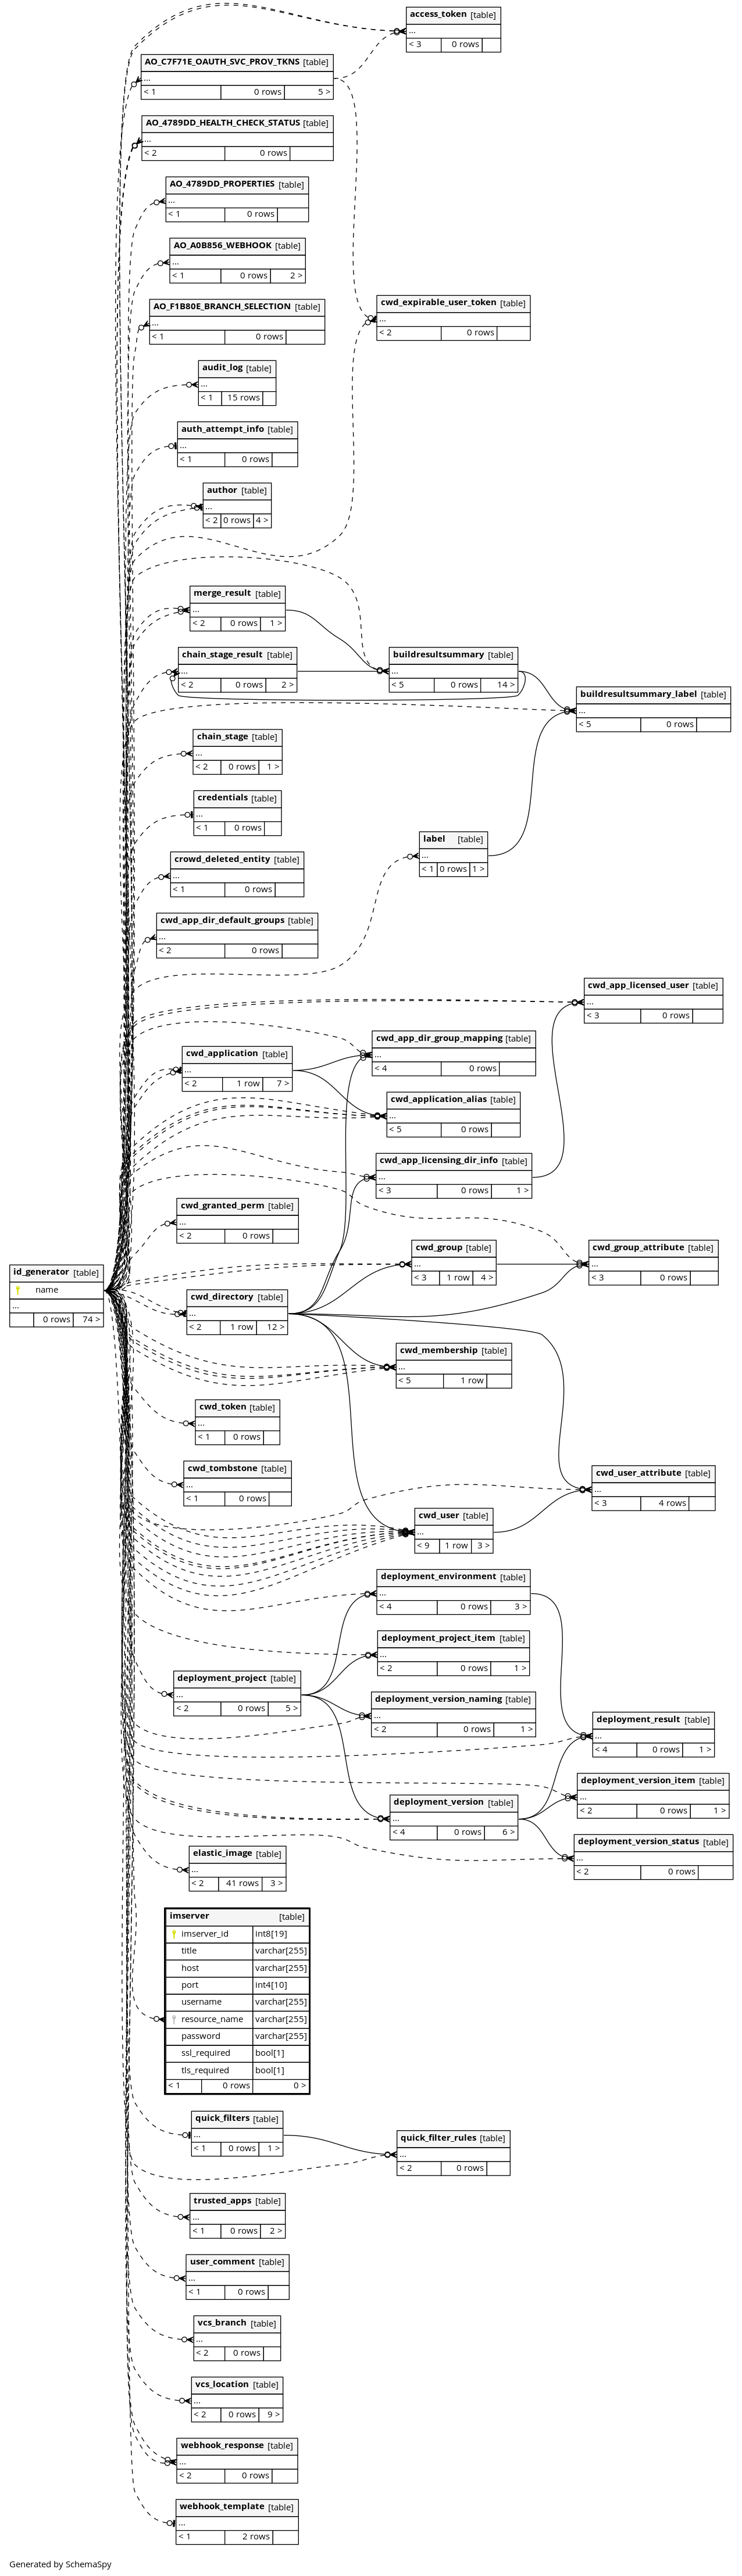 access_token [table]
...
< 3 0 rows
AO_C7F71E_OAUTH_SVC_PROV_TKNS [table]
...
< 1 0 rows 5 >
AO_4789DD_HEALTH_CHECK_STATUS [table]
...
< 2 0 rows
AO_4789DD_PROPERTIES [table]
...
< 1 0 rows
AO_A0B856_WEBHOOK [table]
...
< 1 0 rows 2 >
cwd_expirable_user_token [table]
...
< 2 0 rows
AO_F1B80E_BRANCH_SELECTION [table]
...
< 1 0 rows
audit_log [table]
...
< 1 15 rows
auth_attempt_info [table]
...
< 1 0 rows
author [table]
...
< 2 0 rows 4 >
merge_result [table]
...
< 2 0 rows 1 >
chain_stage_result [table]
...
< 2 0 rows 2 >
buildresultsummary [table]
...
< 5 0 rows 14 >
buildresultsummary_label [table]
...
< 5 0 rows
chain_stage [table]
...
< 2 0 rows 1 >
credentials [table]
...
< 1 0 rows
label [table]
...
< 1 0 rows 1 >
crowd_deleted_entity [table]
...
< 1 0 rows
cwd_app_dir_default_groups [table]
...
< 2 0 rows
cwd_app_licensed_user [table]
...
< 3 0 rows
cwd_app_dir_group_mapping [table]
...
< 4 0 rows
cwd_application [table]
...
< 2 1 row 7 >
cwd_application_alias [table]
...
< 5 0 rows
cwd_app_licensing_dir_info [table]
...
< 3 0 rows 1 >
cwd_granted_perm [table]
...
< 2 0 rows
cwd_group [table]
...
< 3 1 row 4 >
cwd_group_attribute [table]
...
< 3 0 rows
id_generator [table]
name
...
0 rows 74 >
cwd_directory [table]
...
< 2 1 row 12 >
cwd_membership [table]
...
< 5 1 row
cwd_token [table]
...
< 1 0 rows
cwd_tombstone [table]
...
< 1 0 rows
cwd_user_attribute [table]
...
< 3 4 rows
cwd_user [table]
...
< 9 1 row 3 >
deployment_environment [table]
...
< 4 0 rows 3 >
deployment_project_item [table]
...
< 2 0 rows 1 >
deployment_project [table]
...
< 2 0 rows 5 >
deployment_version_naming [table]
...
< 2 0 rows 1 >
deployment_result [table]
...
< 4 0 rows 1 >
deployment_version_item [table]
...
< 2 0 rows 1 >
deployment_version [table]
...
< 4 0 rows 6 >
deployment_version_status [table]
...
< 2 0 rows
elastic_image [table]
...
< 2 41 rows 3 >
imserver [table]
imserver_id int8[19]
title varchar[255]
host varchar[255]
port int4[10]
username varchar[255]
resource_name varchar[255]
password varchar[255]
ssl_required bool[1]
tls_required bool[1]
< 1 0 rows 0 >
quick_filters [table]
...
< 1 0 rows 1 >
quick_filter_rules [table]
...
< 2 0 rows
trusted_apps [table]
...
< 1 0 rows 2 >
user_comment [table]
...
< 1 0 rows
vcs_branch [table]
...
< 2 0 rows
vcs_location [table]
...
< 2 0 rows 9 >
webhook_response [table]
...
< 2 0 rows
webhook_template [table]
...
< 1 2 rows
Generated by SchemaSpy